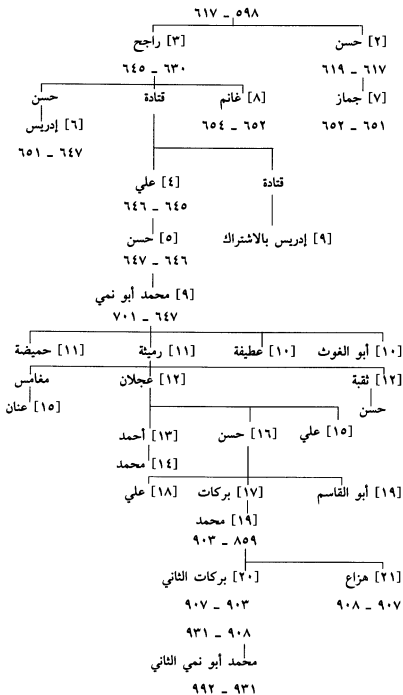 ٥٩٨ – ٦١٧
[٢] حسن [٣] راجح
٦١٧ – ٦١٩ ٦٣٠ – ٦٤٥
[٧] جماز [٨] غانم قتادة حسن
٦٥١ – ٦٥٢ ٦٥٢ – ٦٥٤ [٦] إدريس
٦٤٧ – ٦٥١
[٤] علي قتادة
٦٤٥ – ٦٤٦
[٥] حسن [٩] إدريس بالاشتراك
٦٤٦ – ٦٤٧
[٩] محمد أبو نمي
٦٤٧ – ٧٠١
[١٠] أبو الغوث [١٠] عطيفة [١١] رميثة [١١] حميضة
[١٢] ثقبة [١٢] عجلان مغامس
حسن [١٥] عنان
[١٥] علي [١٦] حسن [١٣] أحمد
[١٤] محمد
[١٩] أبو القاسم [١٧] بركات [١٨] علي
[١٩] محمد
٨٥٩ – ٩٠٣
[٢١] هزاع [٢٠] بركات الثاني
٩٠٧ – ٩٠٨ ٩٠٣ – ٩٠٧
٩٠٨ – ٩٣١
محمد أبو نمي الثاني
٩٣١ – ٩٩٢